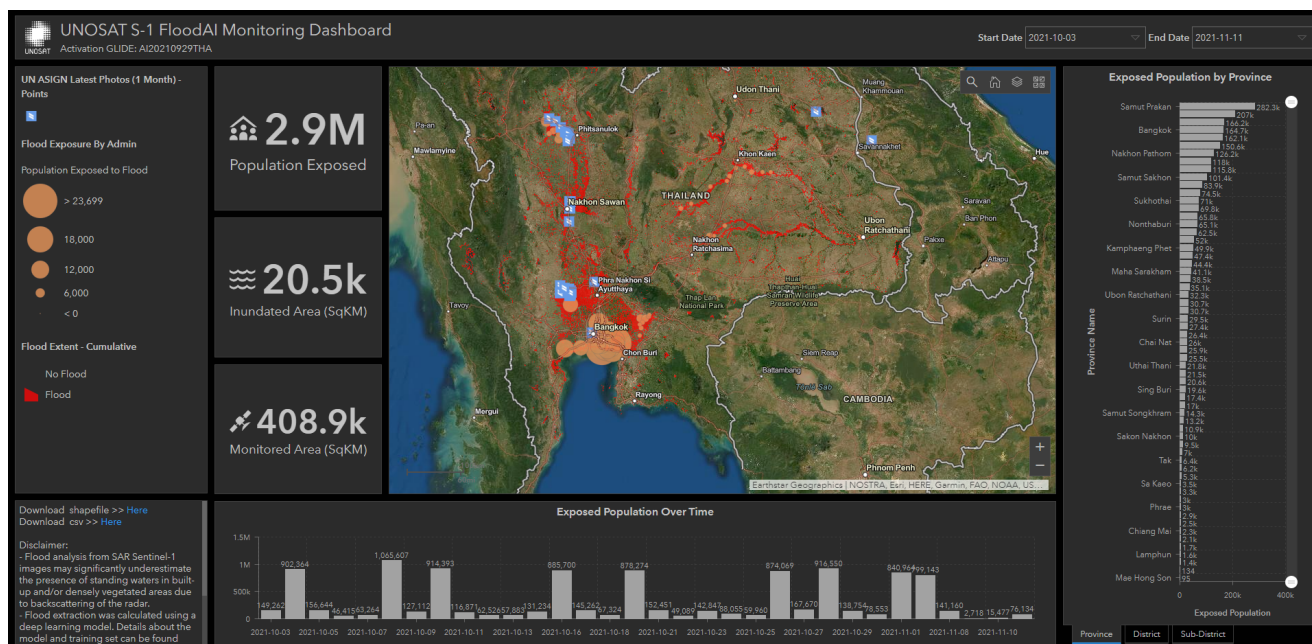 UNOSAT S-1 FloodAI Monitoring Dashboard
Activation GLIDE: AI20210929THA
UNOSAT
Start Date 2021-10-03 End Date 2021-11-11
UN ASIGN Latest Photos (1 Month) -
Points
Flood Exposure By Admin
Population Exposed to Flood
> 23,699
18,000
12,000
6,000
< 0
Flood Extent - Cumulative
No Flood
Flood
2.9M
Population Exposed
20.5k
Inundated Area (SqKM)
408.9k
Monitored Area (SqKM)
Pa-an
Mawlamyine
Phitsanulok
Udon Thani
Muang
Khammouan
Savannakhet
Hue
Khon Kaen
THAILAND
Nakhon Sawan
Saravan
Ban Phon
Ubon
Ratchathani
Pakxe
Attapu
Nakhon
Ratchasima
Phra Nakhon Si
Ayutthaya
Thap Lan
National Park
Huai
Thapthan-Huai
Samran Wildlife
Preserve Area
Tavoy
Bangkok
Chon Buri
Rayong
Siem Reap
Battambang
Tonle Sab
CAMBODIA
Mergui
Phnom Penh
+
−
Earthstar Geographics | NOSTRA, Esri, HERE, Garmin, FAO, NOAA, US...
Exposed Population by Province
Province Name
Samut Prakan 282.3k
207k
166.2k
Bangkok 164.7k
162.1k
150.6k
Nakhon Pathom 126.2k
118k
115.8k
Samut Sakhon 101.4k
83.9k
74.5k
Sukhothai 71k
69.8k
65.8k
Nonthaburi 65.1k
62.5k
52k
Kamphaeng Phet 49.9k
47.4k
44.4k
Maha Sarakham 41.1k
38.5k
35.1k
Ubon Ratchathani 32.3k
30.7k
30.7k
Surin 29.5k
27.4k
26.4k
Chai Nat 26k
25.9k
25.5k
Uthai Thani 21.8k
21.5k
20.6k
Sing Buri 19.6k
17.4k
17k
Samut Songkhram 14.3k
13.2k
10.9k
Sakon Nakhon 10k
9.5k
7k
Tak 6.4k
6.2k
5.3k
Sa Kaeo 3.5k
3.3k
3k
Phrae 3k
2.9k
2.5k
Chiang Mai 2.3k
2.1k
1.7k
Lamphun 1.6k
1.4k
134
Mae Hong Son 95
0 200k 400k
Exposed Population
Province District Sub-District
Download shapefile >> Here
Download csv >> Here
Disclaimer:
- Flood analysis from SAR Sentinel-1
images may significantly underestimate
the presence of standing waters in built-
up and/or densely vegetated areas due
to backscattering of the radar.
- Flood extraction was calculated using a
deep learning model. Details about the
model and training set can be found
Exposed Population Over Time
1.5M
1M
500k
0
149,262 902,364 156,644 46,415 63,264 1,065,607 127,112 914,393 116,871 62,526 57,883 131,234 885,700 145,262 67,324 878,274 152,451 49,089 142,847 88,055 59,960 874,069 167,670 916,550 138,754 78,553 840,964 799,143 141,160 2,718 15,477 76,134
2021-10-03 2021-10-05 2021-10-07 2021-10-09 2021-10-11 2021-10-13 2021-10-16 2021-10-18 2021-10-21 2021-10-23 2021-10-25 2021-10-27 2021-10-29 2021-11-01 2021-11-08 2021-11-10